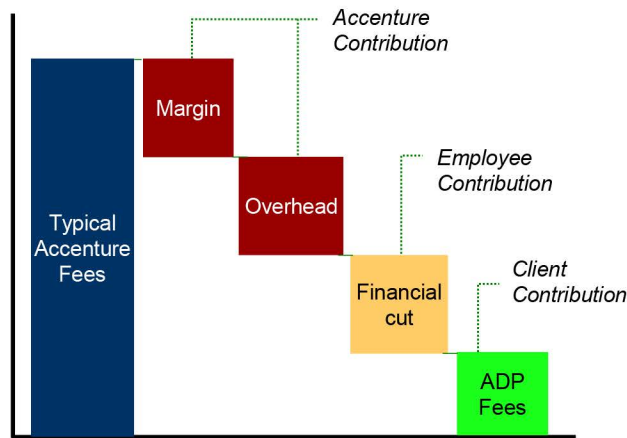 Accenture
Contribution
Margin
Employee
Contribution
Overhead
Typical
Accenture
Fees
Client
Contribution
Financial
cut
ADP
Fees